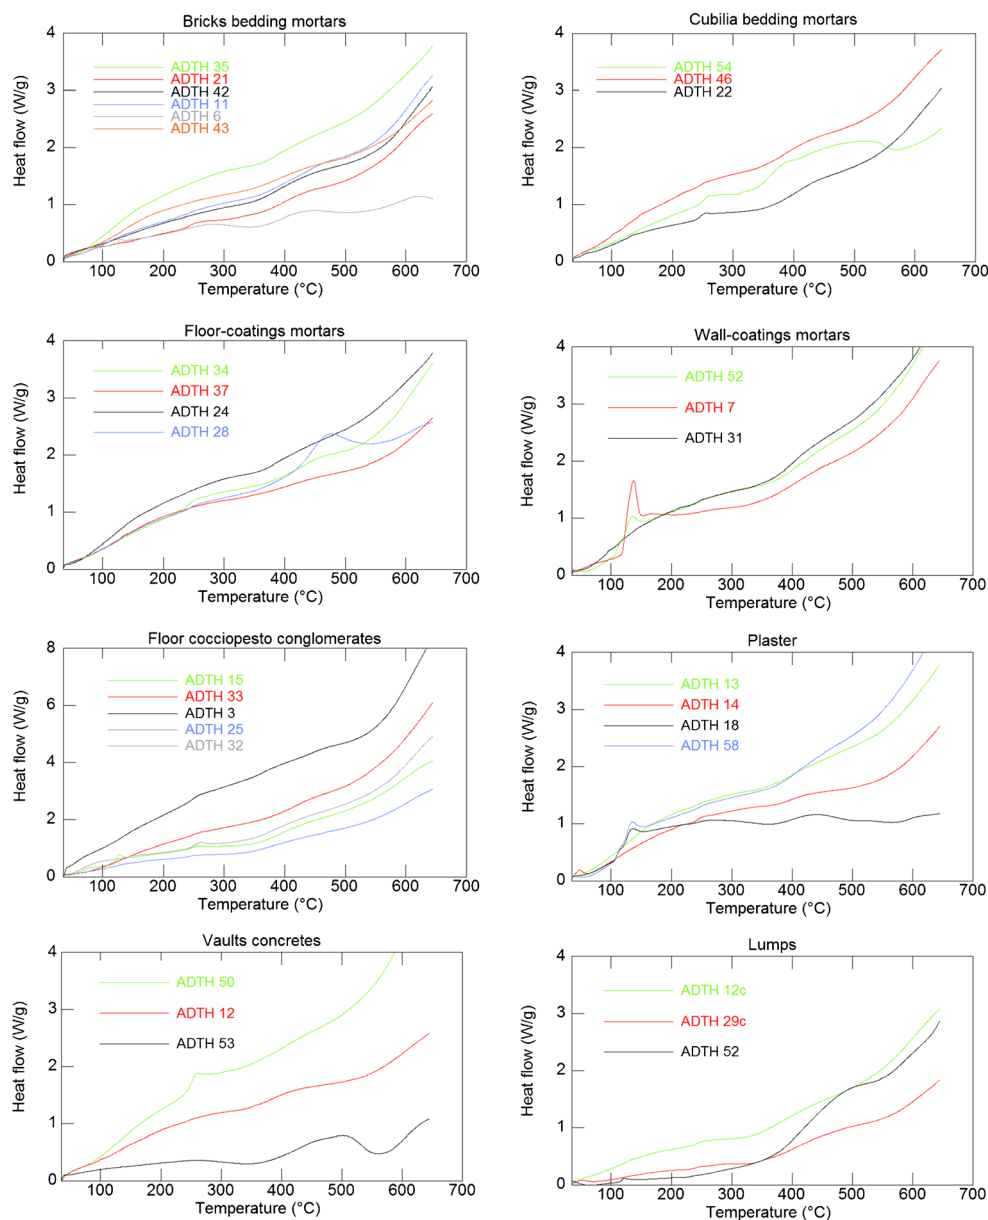 Bricks bedding mortars
4
3
2
1
0
Heat flow (W/g)
ADTH 35
ADTH 21
ADTH 42
ADTH 11
ADTH 6
ADTH 43
100 200 300 400 500 600 700
Temperature (°C)
Cubilia bedding mortars
4
3
2
1
0
Heat flow (W/g)
ADTH 54
ADTH 46
ADTH 22
100 200 300 400 500 600 700
Temperature (°C)
Floor-coatings mortars
4
3
2
1
0
Heat flow (W/g)
ADTH 34
ADTH 37
ADTH 24
ADTH 28
100 200 300 400 500 600 700
Temperature (°C)
Wall-coatings mortars
4
3
2
1
0
Heat flow (W/g)
ADTH 52
ADTH 7
ADTH 31
100 200 300 400 500 600 700
Temperature (°C)
Floor cocciopesto conglomerates
8
6
4
2
0
Heat flow (W/g)
ADTH 15
ADTH 33
ADTH 3
ADTH 25
ADTH 32
100 200 300 400 500 600 700
Temperature (°C)
Plaster
4
3
2
1
0
Heat flow (W/g)
ADTH 13
ADTH 14
ADTH 18
ADTH 58
100 200 300 400 500 600 700
Temperature (°C)
Vaults concretes
4
3
2
1
0
Heat flow (W/g)
ADTH 50
ADTH 12
ADTH 53
100 200 300 400 500 600 700
Temperature (°C)
Lumps
4
3
2
1
0
Heat flow (W/g)
ADTH 12c
ADTH 29c
ADTH 52
100 200 300 400 500 600 700
Temperature (°C)